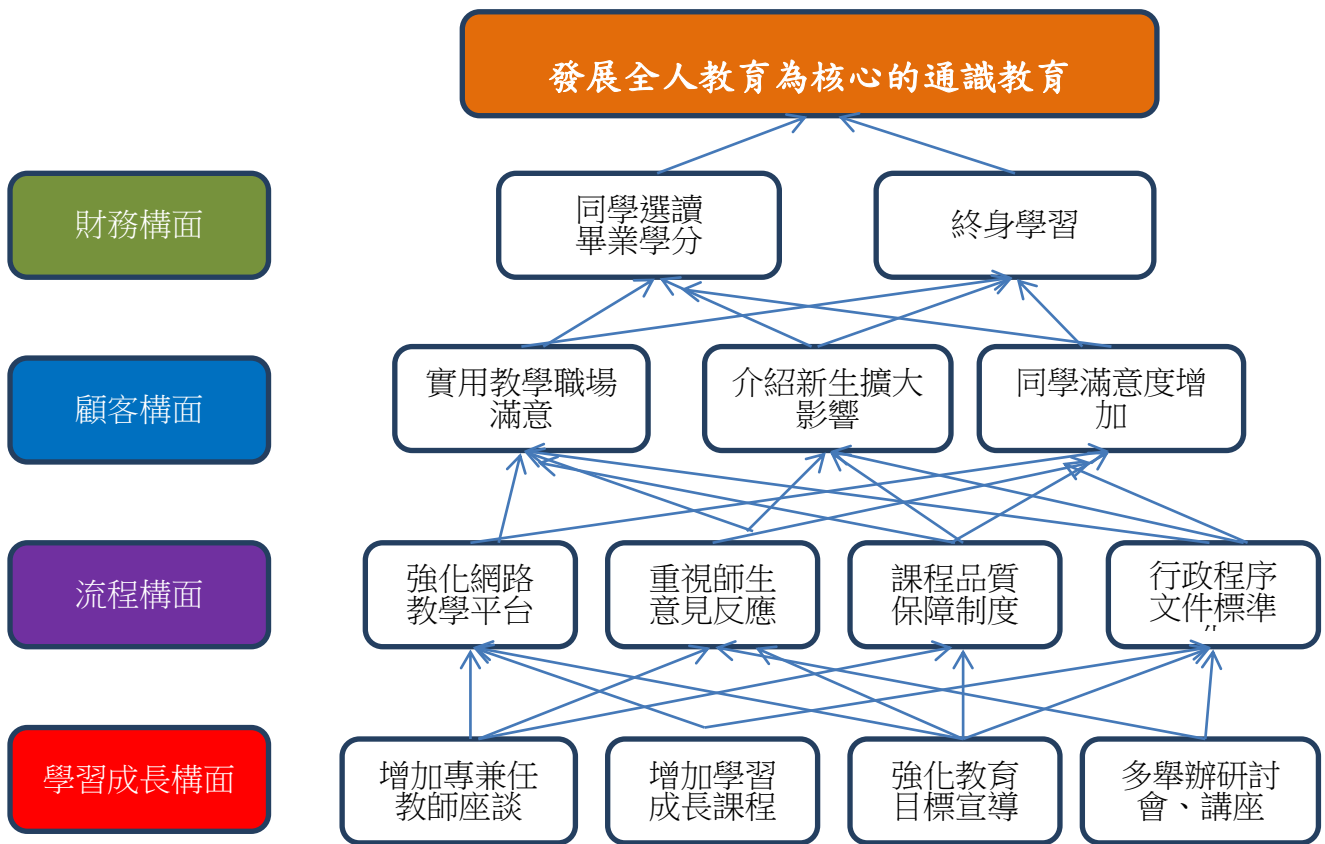 發展全人教育為核心的通識教育
財務構面
同學選讀
畢業學分
終身學習
顧客構面
實用教學職場
滿意
介紹新生擴大
影響
同學滿意度增
加
流程構面
強化網路
教學平台
重視師生
意見反應
課程品質
保障制度
行政程序
文件標準
學習成長構面
增加專兼任
教師座談
增加學習
成長課程
強化教育
目標宣導
多舉辦研討
會、講座